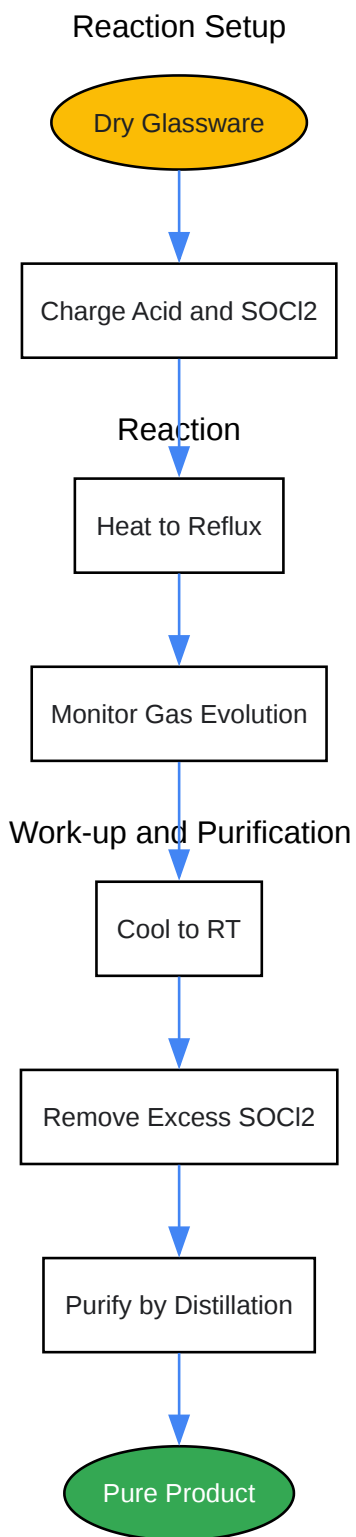 Reaction Setup
Dry Glassware
Charge Acid and SOCl2
Reaction
Heat to Reflux
Monitor Gas Evolution
Work-up and Purification
Cool to RT
Remove Excess SOCl2
Purify by Distillation
Pure Product